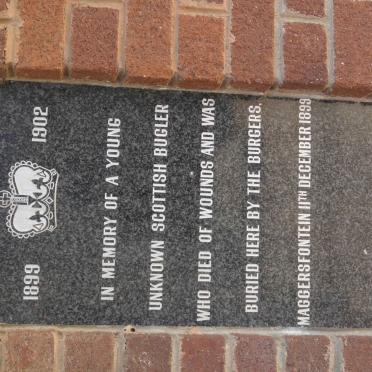 1899 1902
IN MEMORY OF A YOUNG
UNKNOWN SCOTTISH BUGLER
WHO DIED OF WOUNDS AND WAS
BURIED HERE BY THE BURGERS.
MAGGERSFONTEIN 11TH DECEMBER 1899